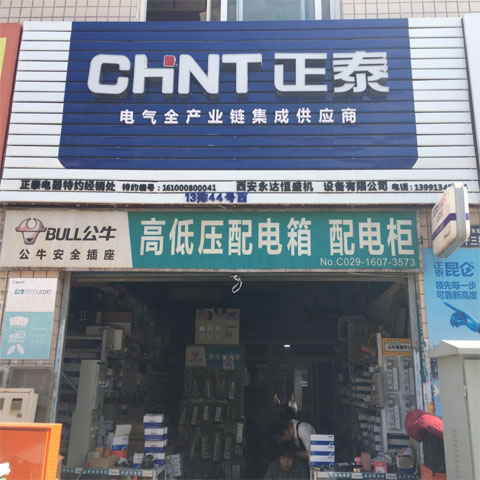 CHNT 正泰
电气全产业链集成供应商
正泰电器特约经销处 特约编号:161000800041 西安永达恒盛机 设备有限公司 电话:1399134
13排44号西
BULL公牛
公牛安全插座
高低压配电箱 配电柜
No.C029-1607-3573
正泰 昆仑
领先每一步
可靠新高度